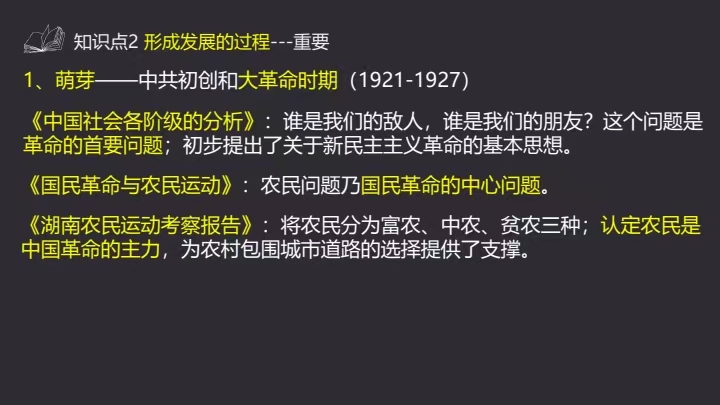 知识点2 形成发展的过程---重要
1、萌芽——中共初创和大革命时期（1921-1927）
《中国社会各阶级的分析》：谁是我们的敌人，谁是我们的朋友？这个问题是
革命的首要问题；初步提出了关于新民主主义革命的基本思想。
《国民革命与农民运动》：农民问题乃国民革命的中心问题。
《湖南农民运动考察报告》：将农民分为富农、中农、贫农三种；认定农民是
中国革命的主力，为农村包围城市道路的选择提供了支撑。